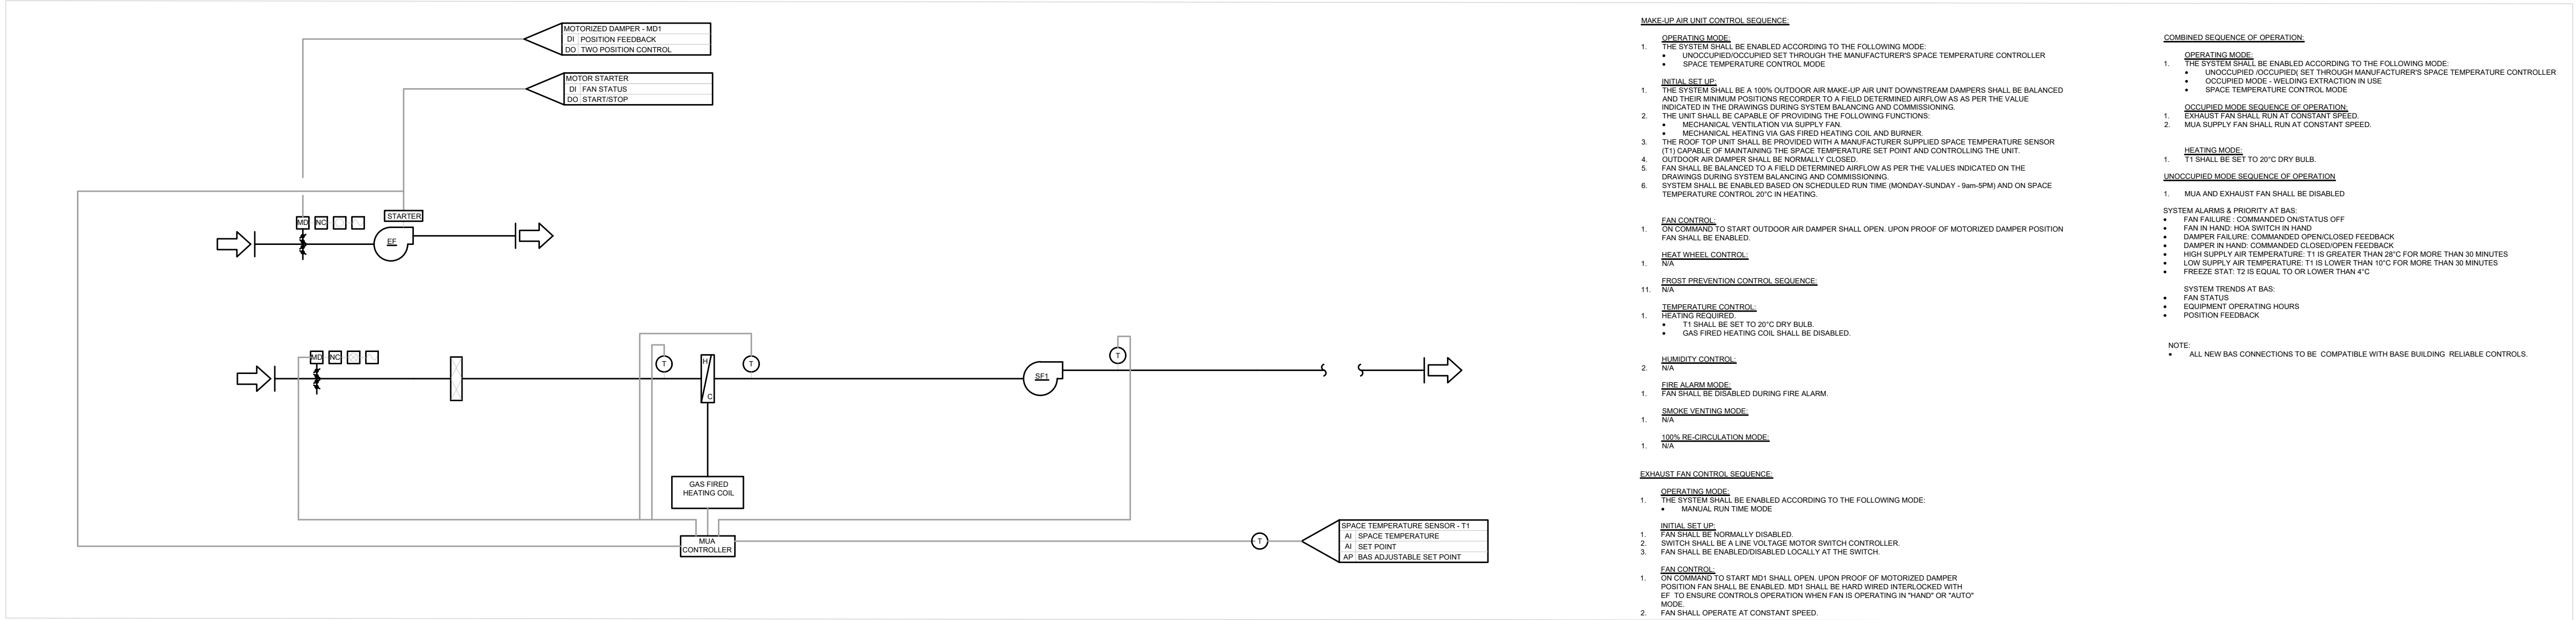 MOTORIZED DAMPER - MD1
DI POSITION FEEDBACK
DO TWO POSITION CONTROL
MOTOR STARTER
DI FAN STATUS
DO START/STOP
STARTER
MD NC
EF
MD NC
T
T
T
H
C
SF1
GAS FIRED
HEATING COIL
MUA
CONTROLLER
T
SPACE TEMPERATURE SENSOR - T1
AI SPACE TEMPERATURE
AI SET POINT
AP BAS ADJUSTABLE SET POINT
MAKE-UP AIR UNIT CONTROL SEQUENCE:
OPERATING MODE:
1. THE SYSTEM SHALL BE ENABLED ACCORDING TO THE FOLLOWING MODE:
• UNOCCUPIED/OCCUPIED SET THROUGH THE MANUFACTURER'S SPACE TEMPERATURE CONTROLLER
• SPACE TEMPERATURE CONTROL MODE
INITIAL SET UP:
1. THE SYSTEM SHALL BE A 100% OUTDOOR AIR MAKE-UP AIR UNIT DOWNSTREAM DAMPERS SHALL BE BALANCED
AND THEIR MINIMUM POSITIONS RECORDER TO A FIELD DETERMINED AIRFLOW AS AS PER THE VALUE
INDICATED IN THE DRAWINGS DURING SYSTEM BALANCING AND COMMISSIONING.
2. THE UNIT SHALL BE CAPABLE OF PROVIDING THE FOLLOWING FUNCTIONS:
• MECHANICAL VENTILATION VIA SUPPLY FAN.
• MECHANICAL HEATING VIA GAS FIRED HEATING COIL AND BURNER.
3. THE ROOF TOP UNIT SHALL BE PROVIDED WITH A MANUFACTURER SUPPLIED SPACE TEMPERATURE SENSOR
(T1) CAPABLE OF MAINTAINING THE SPACE TEMPERATURE SET POINT AND CONTROLLING THE UNIT.
4. OUTDOOR AIR DAMPER SHALL BE NORMALLY CLOSED.
5. FAN SHALL BE BALANCED TO A FIELD DETERMINED AIRFLOW AS PER THE VALUES INDICATED ON THE
DRAWINGS DURING SYSTEM BALANCING AND COMMISSIONING.
6. SYSTEM SHALL BE ENABLED BASED ON SCHEDULED RUN TIME (MONDAY-SUNDAY - 9am-5PM) AND ON SPACE
TEMPERATURE CONTROL 20°C IN HEATING.
FAN CONTROL:
1. ON COMMAND TO START OUTDOOR AIR DAMPER SHALL OPEN. UPON PROOF OF MOTORIZED DAMPER POSITION
FAN SHALL BE ENABLED.
HEAT WHEEL CONTROL:
1. N/A
FROST PREVENTION CONTROL SEQUENCE:
11. N/A
TEMPERATURE CONTROL:
1. HEATING REQUIRED.
• T1 SHALL BE SET TO 20°C DRY BULB.
• GAS FIRED HEATING COIL SHALL BE DISABLED.
HUMIDITY CONTROL:
2. N/A
FIRE ALARM MODE:
1. FAN SHALL BE DISABLED DURING FIRE ALARM.
SMOKE VENTING MODE:
1. N/A
100% RE-CIRCULATION MODE:
1. N/A
EXHAUST FAN CONTROL SEQUENCE:
OPERATING MODE:
1. THE SYSTEM SHALL BE ENABLED ACCORDING TO THE FOLLOWING MODE:
• MANUAL RUN TIME MODE
INITIAL SET UP:
1. FAN SHALL BE NORMALLY DISABLED.
2. SWITCH SHALL BE A LINE VOLTAGE MOTOR SWITCH CONTROLLER.
3. FAN SHALL BE ENABLED/DISABLED LOCALLY AT THE SWITCH.
FAN CONTROL:
1. ON COMMAND TO START MD1 SHALL OPEN. UPON PROOF OF MOTORIZED DAMPER
POSITION FAN SHALL BE ENABLED. MD1 SHALL BE HARD WIRED INTERLOCKED WITH
EF TO ENSURE CONTROLS OPERATION WHEN FAN IS OPERATING IN "HAND" OR "AUTO"
MODE.
2. FAN SHALL OPERATE AT CONSTANT SPEED.
COMBINED SEQUENCE OF OPERATION:
OPERATING MODE:
1. THE SYSTEM SHALL BE ENABLED ACCORDING TO THE FOLLOWING MODE:
• UNOCCUPIED /OCCUPIED( SET THROUGH MANUFACTURER'S SPACE TEMPERATURE CONTROLLER
• OCCUPIED MODE - WELDING EXTRACTION IN USE
• SPACE TEMPERATURE CONTROL MODE
OCCUPIED MODE SEQUENCE OF OPERATION:
1. EXHAUST FAN SHALL RUN AT CONSTANT SPEED.
2. MUA SUPPLY FAN SHALL RUN AT CONSTANT SPEED.
HEATING MODE:
1. T1 SHALL BE SET TO 20°C DRY BULB.
UNOCCUPIED MODE SEQUENCE OF OPERATION
1. MUA AND EXHAUST FAN SHALL BE DISABLED
SYSTEM ALARMS & PRIORITY AT BAS:
• FAN FAILURE : COMMANDED ON/STATUS OFF
• FAN IN HAND: HOA SWITCH IN HAND
• DAMPER FAILURE: COMMANDED OPEN/CLOSED FEEDBACK
• DAMPER IN HAND: COMMANDED CLOSED/OPEN FEEDBACK
• HIGH SUPPLY AIR TEMPERATURE: T1 IS GREATER THAN 28°C FOR MORE THAN 30 MINUTES
• LOW SUPPLY AIR TEMPERATURE: T1 IS LOWER THAN 10°C FOR MORE THAN 30 MINUTES
• FREEZE STAT: T2 IS EQUAL TO OR LOWER THAN 4°C
SYSTEM TRENDS AT BAS:
• FAN STATUS
• EQUIPMENT OPERATING HOURS
• POSITION FEEDBACK
NOTE:
• ALL NEW BAS CONNECTIONS TO BE COMPATIBLE WITH BASE BUILDING RELIABLE CONTROLS.